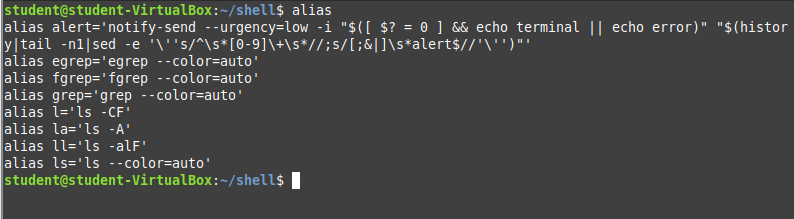 student@student-VirtualBox:~/shell$ alias
alias alert='notify-send --urgency=low -i "$([ $? = 0 ] && echo terminal || echo error)" "$(histor
y|tail -n1|sed -e '\''s/^\s*[0-9]\+\s*//;s/[;&|]\s*alert$//'\'')"'
alias egrep='egrep --color=auto'
alias fgrep='fgrep --color=auto'
alias grep='grep --color=auto'
alias l='ls -CF'
alias la='ls -A'
alias ll='ls -alF'
alias ls='ls --color=auto'
student@student-VirtualBox:~/shell$